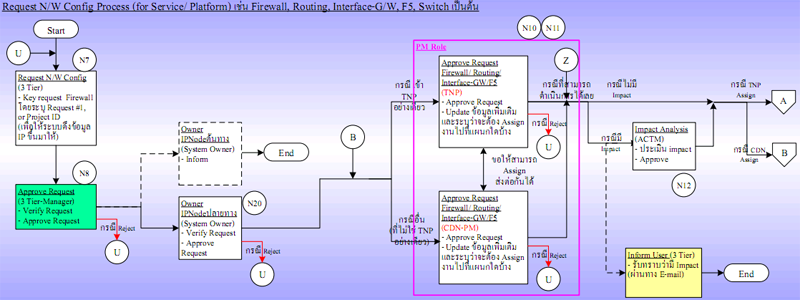 Request N/W Config Process (for Service/ Platform) เช่น Firewall, Routing, Interface-G/W, F5, Switch เป็นต้น
Start
U
N7
Request N/W Config
(3 Tier)
- Key request Firewall
โดยระบุ Request #1,
or Project ID
(เพื่อให้ระบบดึงข้อมูล
IP ขึ้นมาให้)
N8
Approve Request
(3 Tier-Manager)
- Verify Request
- Approve Request
กรณี Reject
U
Owner
IPNodeต้นทาง
(System Owner)
- Inform
End
Owner
IPNodeปลายทาง
(System Owner)
- Verify Request
- Approve
Request
N20
กรณี Reject
U
B
กรณี เข้า
TNP
อย่างเดียว
กรณีอื่น
(ที่ไม่ใช่ TNP
อย่างเดียว)
PM Role
N10
N11
Approve Request
Firewall/ Routing/
Interface-GW/F5
(TNP)
- Approve Request
- Update ข้อมูลเพิ่มเติม
และระบุว่าจะต้อง Assign
งานไปที่แผนกใดบ้าง
กรณี Reject
U
ขอให้สามารถ
Assign
ส่งต่อกันได้
Approve Request
Firewall/ Routing/
Interface-GW/F5
(CDN-PM)
- Approve Request
- Update ข้อมูลเพิ่มเติม
และระบุว่าจะต้อง Assign
งานไปที่แผนกใดบ้าง
กรณี Reject
U
Z
กรณีที่สามารถ
ดำเนินการได้เลย
กรณีไม่มี
Impact
กรณีมี
Impact
Impact Analysis
(ACTM)
- ประเมิน impact
- Approve
N12
กรณี TNP
Assign
A
กรณี CDN
Assign
B
Inform User (3 Tier)
- รับทราบว่ามี Impact
(ผ่านทาง E-mail)
End